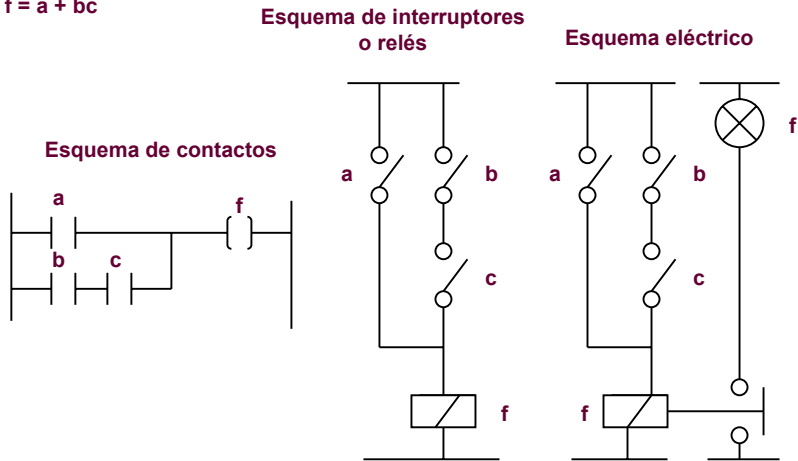 f = a + bc
Esquema de interruptores
o relés
Esquema eléctrico
Esquema de contactos
a
f
b
c
a
b
c
f
a
b
c
f
f